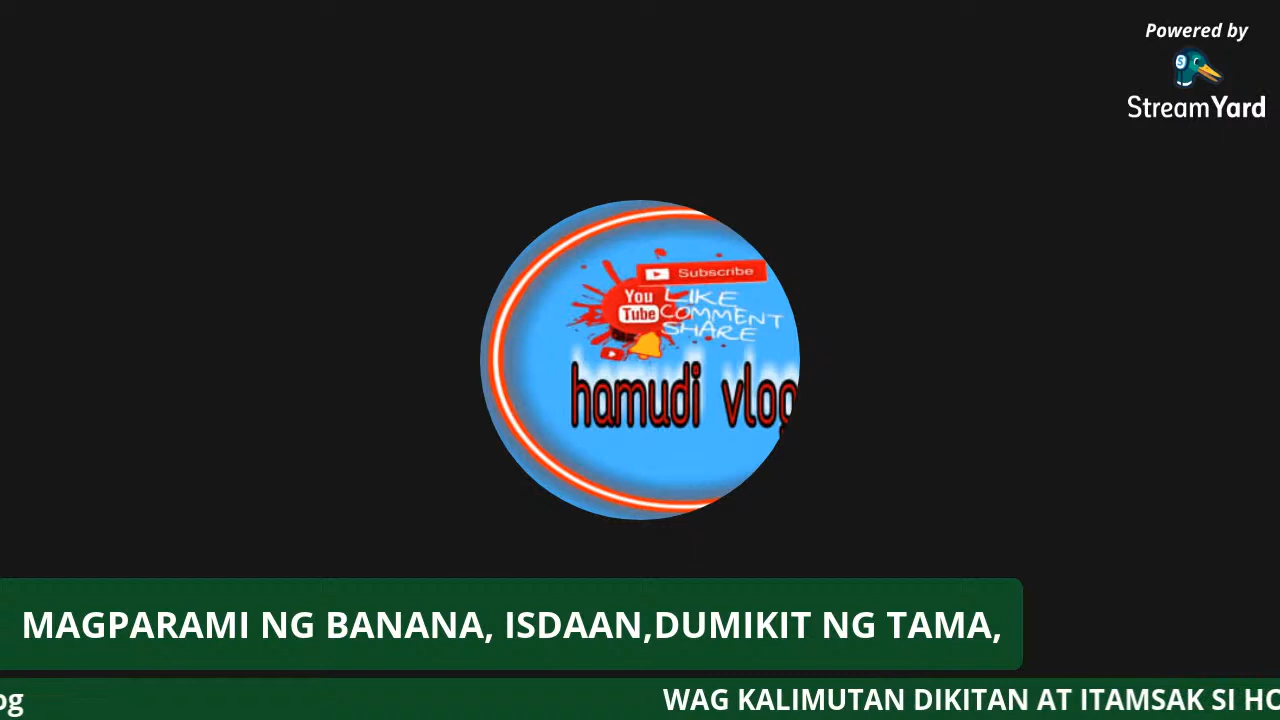 Powered by
StreamYard
Subscribe
You
Tube
LIKE
COMMENT
SHARE
hamudi vlog
MAGPARAMI NG BANANA, ISDAAN,DUMIKIT NG TAMA,
og WAG KALIMUTAN DIKITAN AT ITAMSAK SI HO